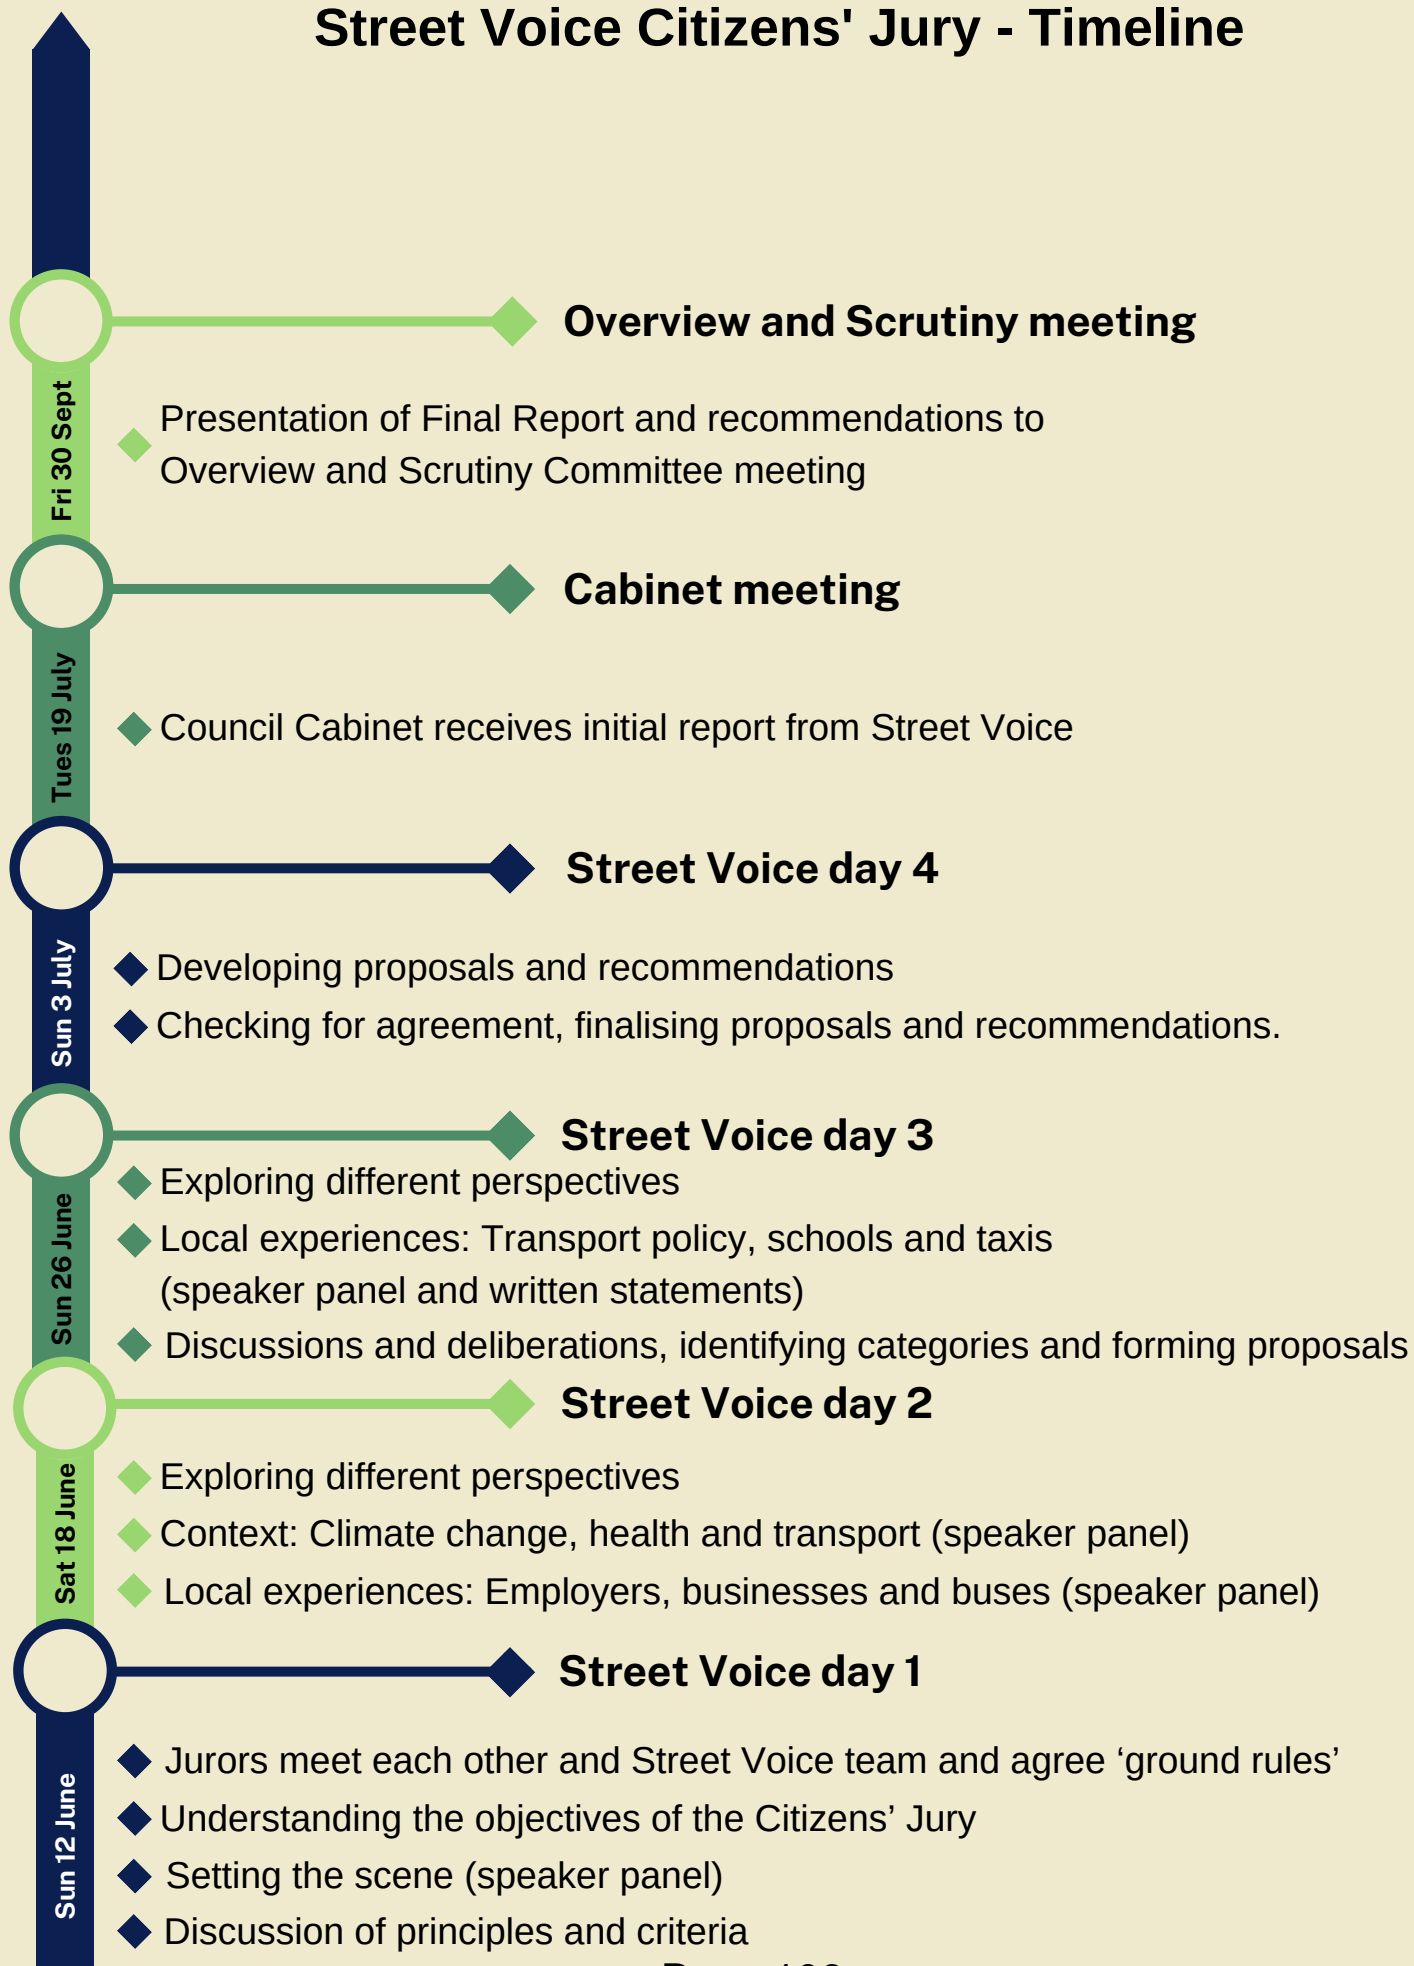 Street Voice Citizens' Jury - Timeline
Overview and Scrutiny meeting
Fri 30 Sept
Presentation of Final Report and recommendations to
Overview and Scrutiny Committee meeting
Cabinet meeting
Tues 19 July
Council Cabinet receives initial report from Street Voice
Street Voice day 4
Sun 3 July
Developing proposals and recommendations
Checking for agreement, finalising proposals and recommendations.
Street Voice day 3
Sun 26 June
Exploring different perspectives
Local experiences: Transport policy, schools and taxis
(speaker panel and written statements)
Discussions and deliberations, identifying categories and forming proposals
Street Voice day 2
Sat 18 June
Exploring different perspectives
Context: Climate change, health and transport (speaker panel)
Local experiences: Employers, businesses and buses (speaker panel)
Street Voice day 1
Sun 12 June
Jurors meet each other and Street Voice team and agree ‘ground rules’
Understanding the objectives of the Citizens’ Jury
Setting the scene (speaker panel)
Discussion of principles and criteria